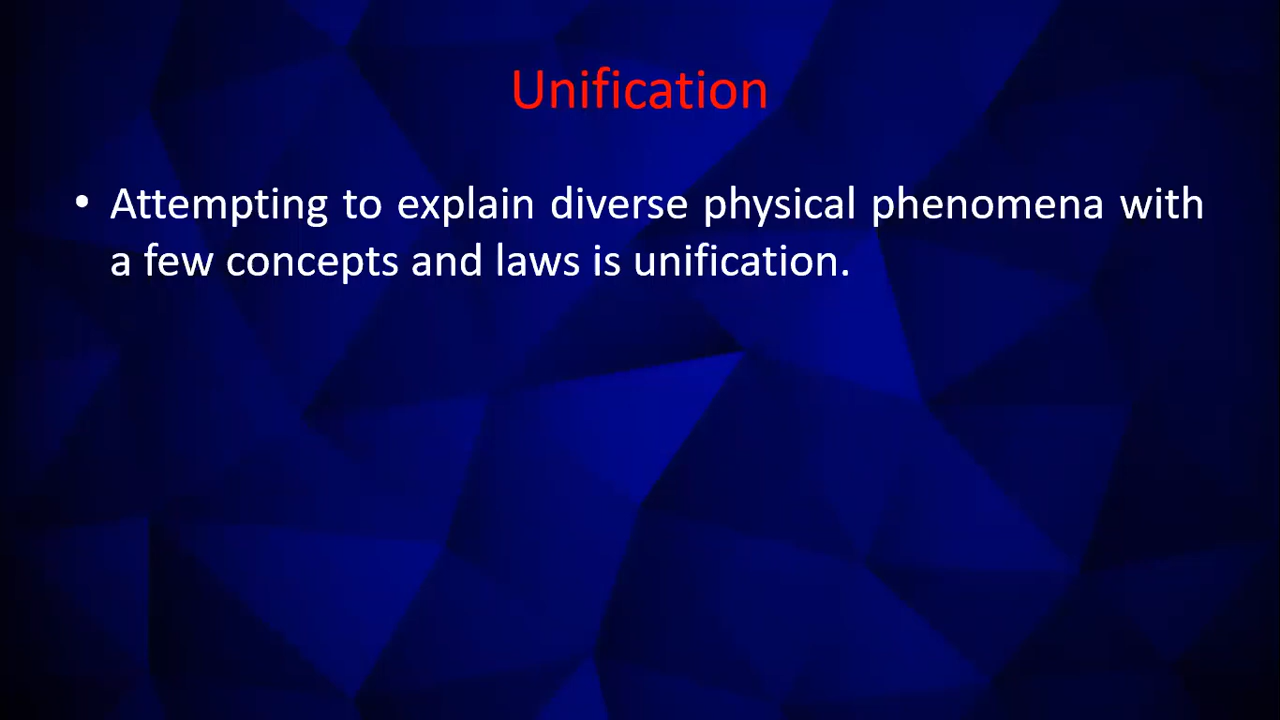 Unification
• Attempting to explain diverse physical phenomena with
a few concepts and laws is unification.